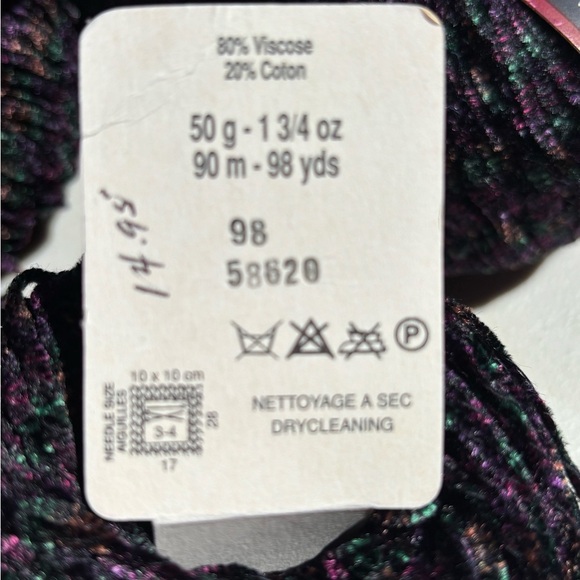 80% Viscose
20% Coton
50 g - 1 3/4 oz
90 m - 98 yds
14.95
98
58620
P
10 x 10 cm
NEEDLE SIZE
AIGUILLES
3-4
28
17
NETTOYAGE A SEC
DRYCLEANING